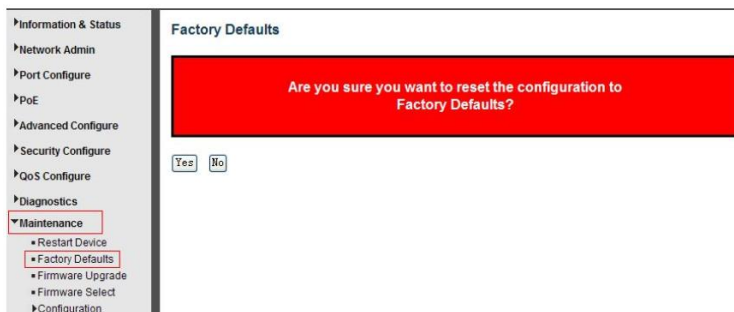 Information & Status
Network Admin
Port Configure
PoE
Advanced Configure
Security Configure
QoS Configure
Diagnostics
Maintenance
Restart Device
Factory Defaults
Firmware Upgrade
Firmware Select
Configuration
Factory Defaults
Are you sure you want to reset the configuration to
Factory Defaults?
Yes No